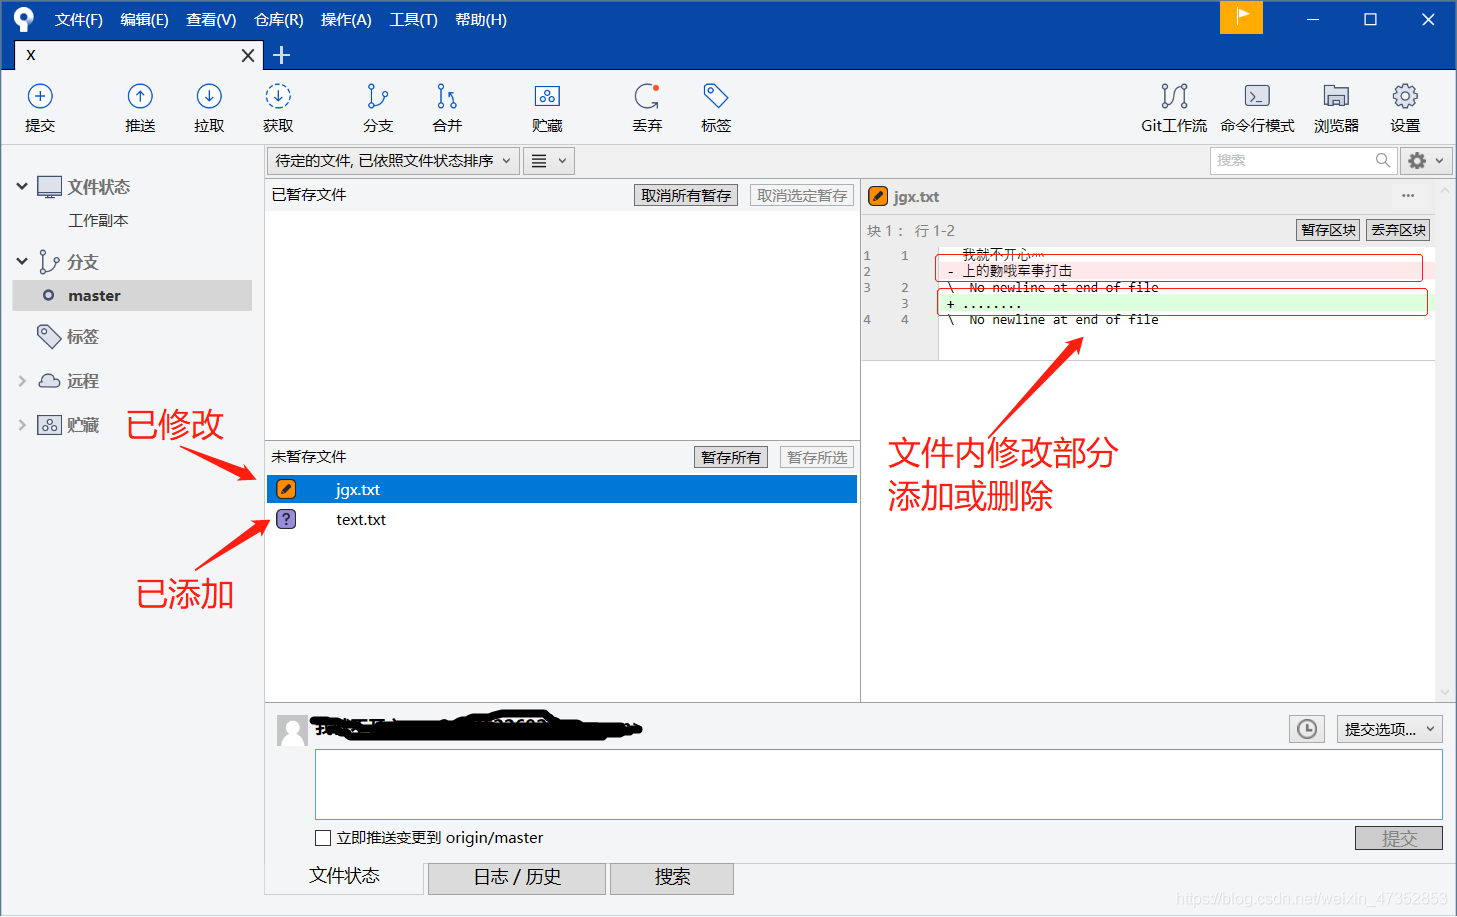 文件(F) 编辑(E) 查看(V) 仓库(R) 操作(A) 工具(T) 帮助(H)
X
提交 推送 拉取 获取 分支 合并 贮藏 丢弃 标签 Git工作流 命令行模式 浏览器 设置
待定的文件, 已依照文件状态排序
搜索
文件状态
工作副本
分支
master
标签
远程
贮藏
已修改
已添加
已暂存文件 取消所有暂存 取消选定暂存
未暂存文件 暂存所有 暂存所选
jgx.txt
? text.txt
jgx.txt ...
块 1 : 行 1-2 暂存区块 丢弃区块
1 1 我就不开心
2 - 上的覅哦军事打击
3 2 \ No newline at end of file
3 + ........
4 4 \ No newline at end of file
文件内修改部分
添加或删除
提交选项...
立即推送变更到 origin/master
提交
文件状态 日志 / 历史 搜索
https://blog.csdn.net/weixin_47352853